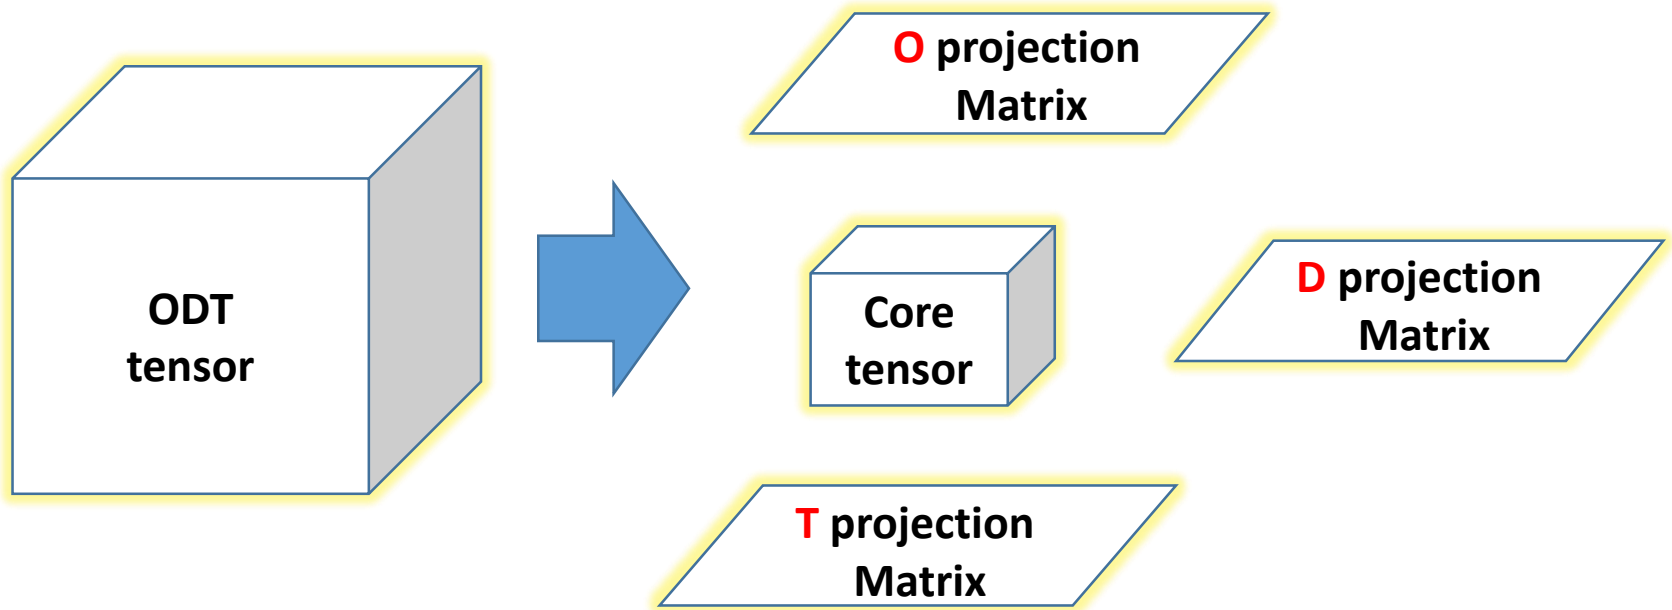 ODT
tensor
O projection
Matrix
Core
tensor
D projection
Matrix
T projection
Matrix